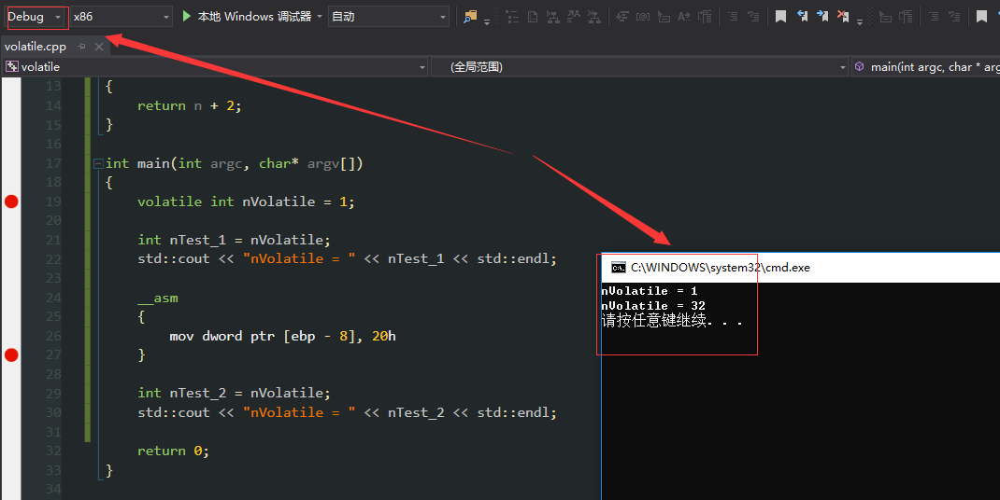 Debug x86 本地 Windows 调试器 自动
volatile.cpp
volatile (全局范围) main(int argc, char * arg
13 {
14 return n + 2;
15 }
16
17 int main(int argc, char* argv[])
18 {
19 volatile int nVolatile = 1;
20
21 int nTest_1 = nVolatile;
22 std::cout << "nVolatile = " << nTest_1 << std::endl;
23
24 __asm
25 {
26 mov dword ptr [ebp - 8], 20h
27 }
28
29 int nTest_2 = nVolatile;
30 std::cout << "nVolatile = " << nTest_2 << std::endl;
31
32 return 0;
33 }
34
C:\WINDOWS\system32\cmd.exe
nVolatile = 1
nVolatile = 32
请按任意键继续. . .